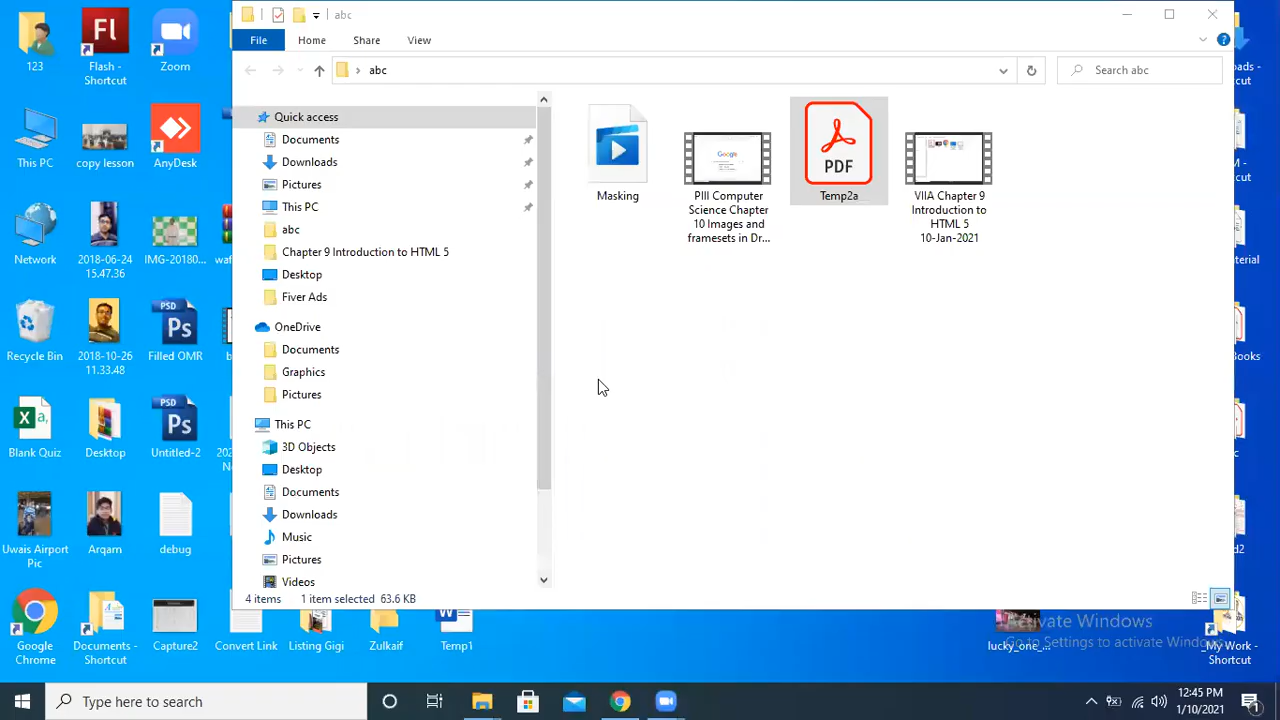 abc
File
Home
Share
View
abc
Search abc
Quick access
Documents
Downloads
Pictures
This PC
abc
Chapter 9 Introduction to HTML 5
Desktop
Fiver Ads
OneDrive
Documents
Graphics
Pictures
This PC
3D Objects
Desktop
Documents
Downloads
Music
Pictures
Videos
Masking
Google
PIII Computer
Science Chapter
10 Images and
framesets in Dr...
PDF
Temp2a
VIIA Chapter 9
Introduction to
HTML 5
10-Jan-2021
4 items
1 item selected 63.6 KB
123
Flash -
Shortcut
Zoom
This PC
copy lesson
AnyDesk
Network
2018-06-24
15.47.36
IMG-20180...
Recycle Bin
2018-10-26
11.33.48
PSD
Ps
Filled OMR
Blank Quiz
Desktop
PSD
Ps
Untitled-2
Uwais Airport
Pic
Arqam
debug
Google
Chrome
Documents -
Shortcut
Capture2
Convert Link
Listing Gigi
Zulkaif
Temp1
lucky_one_...
_My Work -
Shortcut
Activate Windows
Go to Settings to activate Windows.
Type here to search
12:45 PM
1/10/2021
1